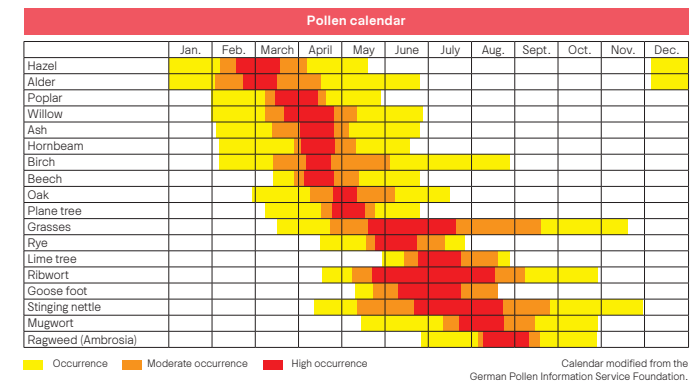 Pollen calendar
Jan. Feb. March April May June July Aug. Sept. Oct. Nov. Dec.
Hazel
Alder
Poplar
Willow
Ash
Hornbeam
Birch
Beech
Oak
Plane tree
Grasses
Rye
Lime tree
Ribwort
Goose foot
Stinging nettle
Mugwort
Ragweed (Ambrosia)
Occurrence Moderate occurrence High occurrence
Calendar modified from the
German Pollen Information Service Foundation.